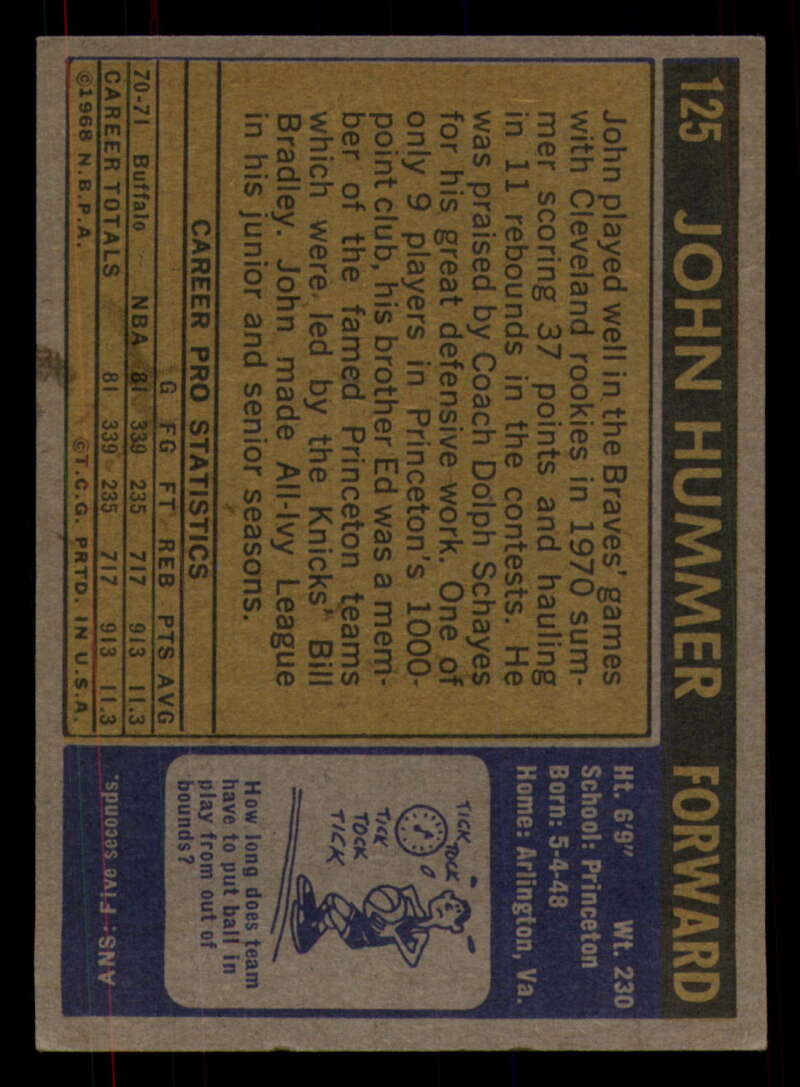 125 JOHN HUMMER FORWARD
John played well in the Braves' games
with Cleveland rookies in 1970 sum-
mer scoring 37 points and hauling
in 11 rebounds in the contests. He
was praised by Coach Dolph Schayes
for his great defensive work. One of
only 9 players in Princeton's 1000-
point club, his brother Ed was a mem-
ber of the famed Princeton teams
which were led by the Knicks' Bill
Bradley. John made All-Ivy League
in his junior and senior seasons.
CAREER PRO STATISTICS
G FG FT REB PTS AVG
70-71 Buffalo NBA 81 339 235 717 913 11.3
CAREER TOTALS 81 339 235 717 913 11.3
©1968 N.B.P.A. ©T.C.G. PRTD. IN U.S.A.
Ht. 6'9" Wt. 230
School: Princeton
Born: 5-4-48
Home: Arlington, Va.
TICK
TOCK
TICK
TOCK
TICK
How long does team
have to put ball in
play from out of
bounds?
ANS: Five seconds.